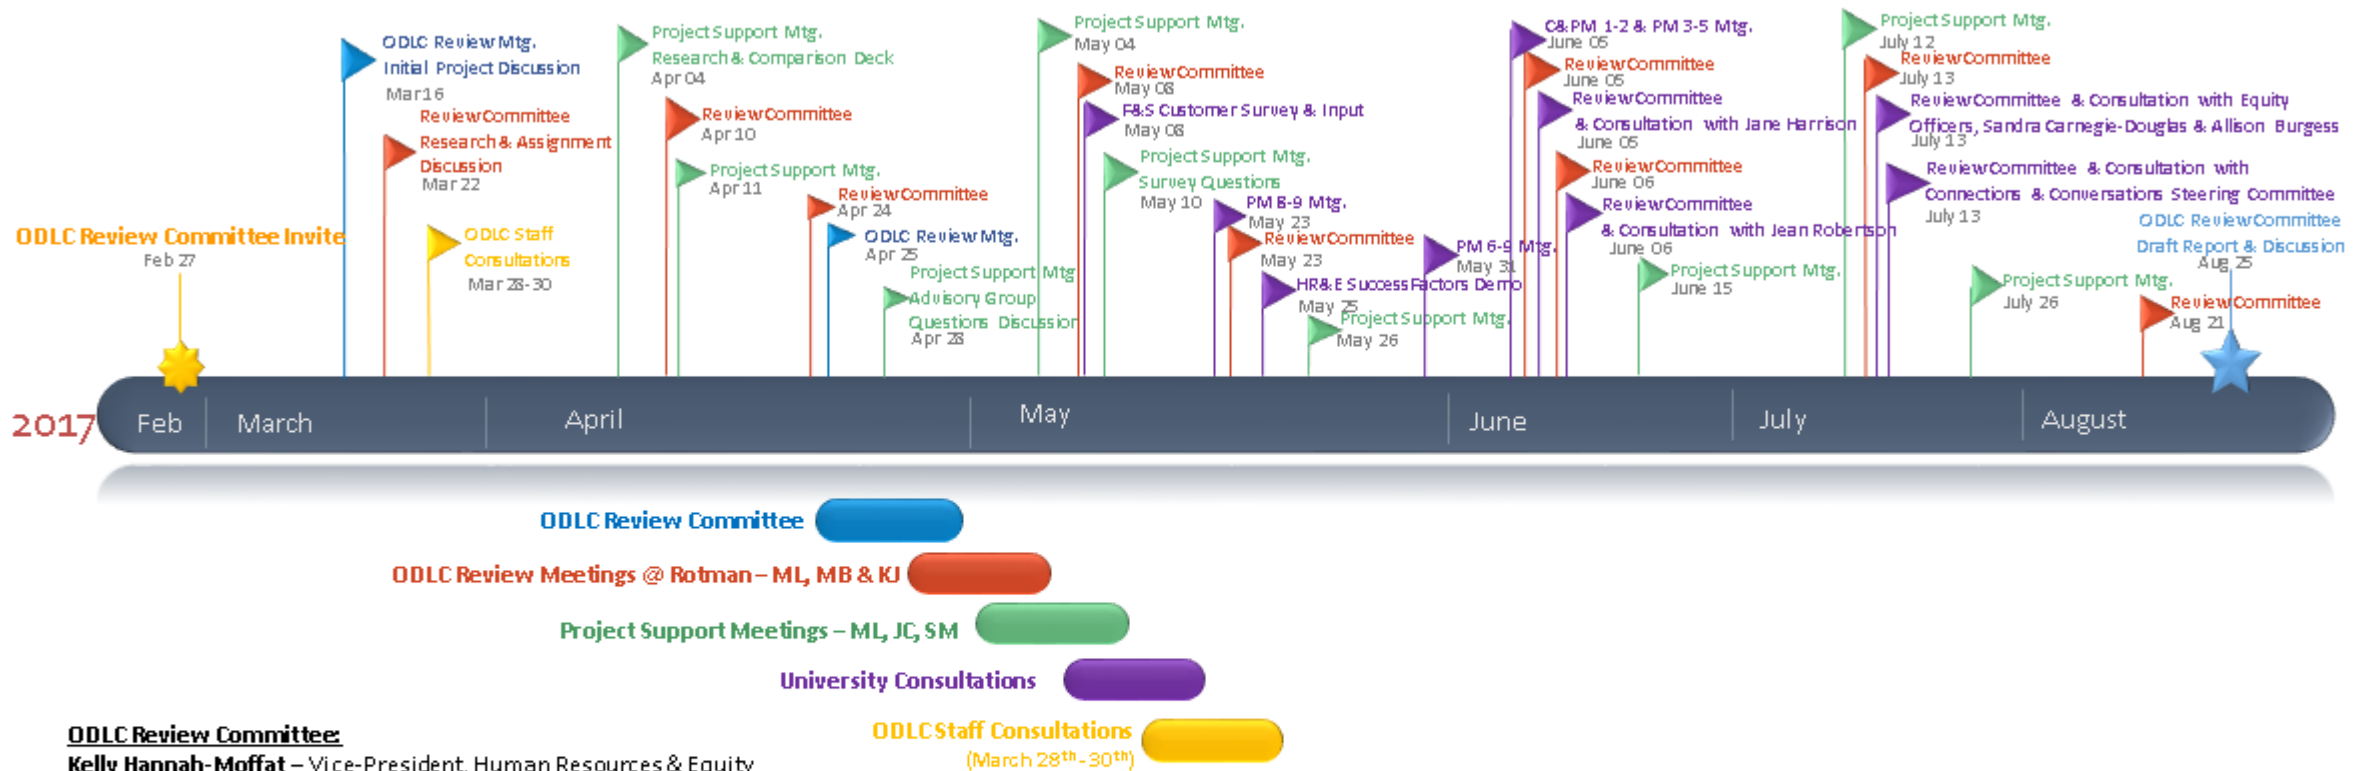 ODLC Review Committee Invite
Feb 27
ODLC Review Mtg.
Initial Project Discussion
Mar16
Review Committee
Research & Assignment
Discussion
Mar 22
ODLC Staff
Consultations
Mar 28-30
Project Support Mtg.
Research & Comparison Deck
Apr 04
Review Committee
Apr 10
Project Support Mtg.
Apr 11
Review Committee
Apr 24
ODLC Review Mtg.
Apr 25
Project Support Mtg
Advisory Group
Questions Discussion
Apr 28
Project Support Mtg.
May 04
Review Committee
May 08
F&S Customer Survey & Input
May 08
Project Support Mtg.
Survey Questions
May 10
PM 6-9 Mtg.
May 23
Review Committee
May 23
HR&E SuccessFactors Demo
May 25
Project Support Mtg.
May 26
PM 6-9 Mtg.
May 31
C&PM 1-2 & PM 3-5 Mtg.
June 05
Review Committee
June 05
Review Committee
& Consultation with Jane Harrison
June 05
Review Committee
June 06
Review Committee
& Consultation with Jean Robertson
June 06
Project Support Mtg.
June 15
Project Support Mtg.
July 12
Review Committee
July 13
Review Committee & Consultation with Equity
Officers, Sandra Carnegie-Douglas & Allison Burgess
July 13
Review Committee & Consultation with
Connections & Conversations Steering Committee
July 13
Project Support Mtg.
July 26
Review Committee
Aug 21
ODLC Review Committee
Draft Report & Discussion
Aug 25
2017
Feb
March
April
May
June
July
August
ODLC Review Committee
ODLC Review Meetings @ Rotman – ML, MB & KJ
Project Support Meetings – ML, JC, SM
University Consultations
ODLC Staff Consultations
(March 28th-30th)
ODLC Review Committee:
Kelly Hannah-Moffat – Vice-President, Human Resources & Equity